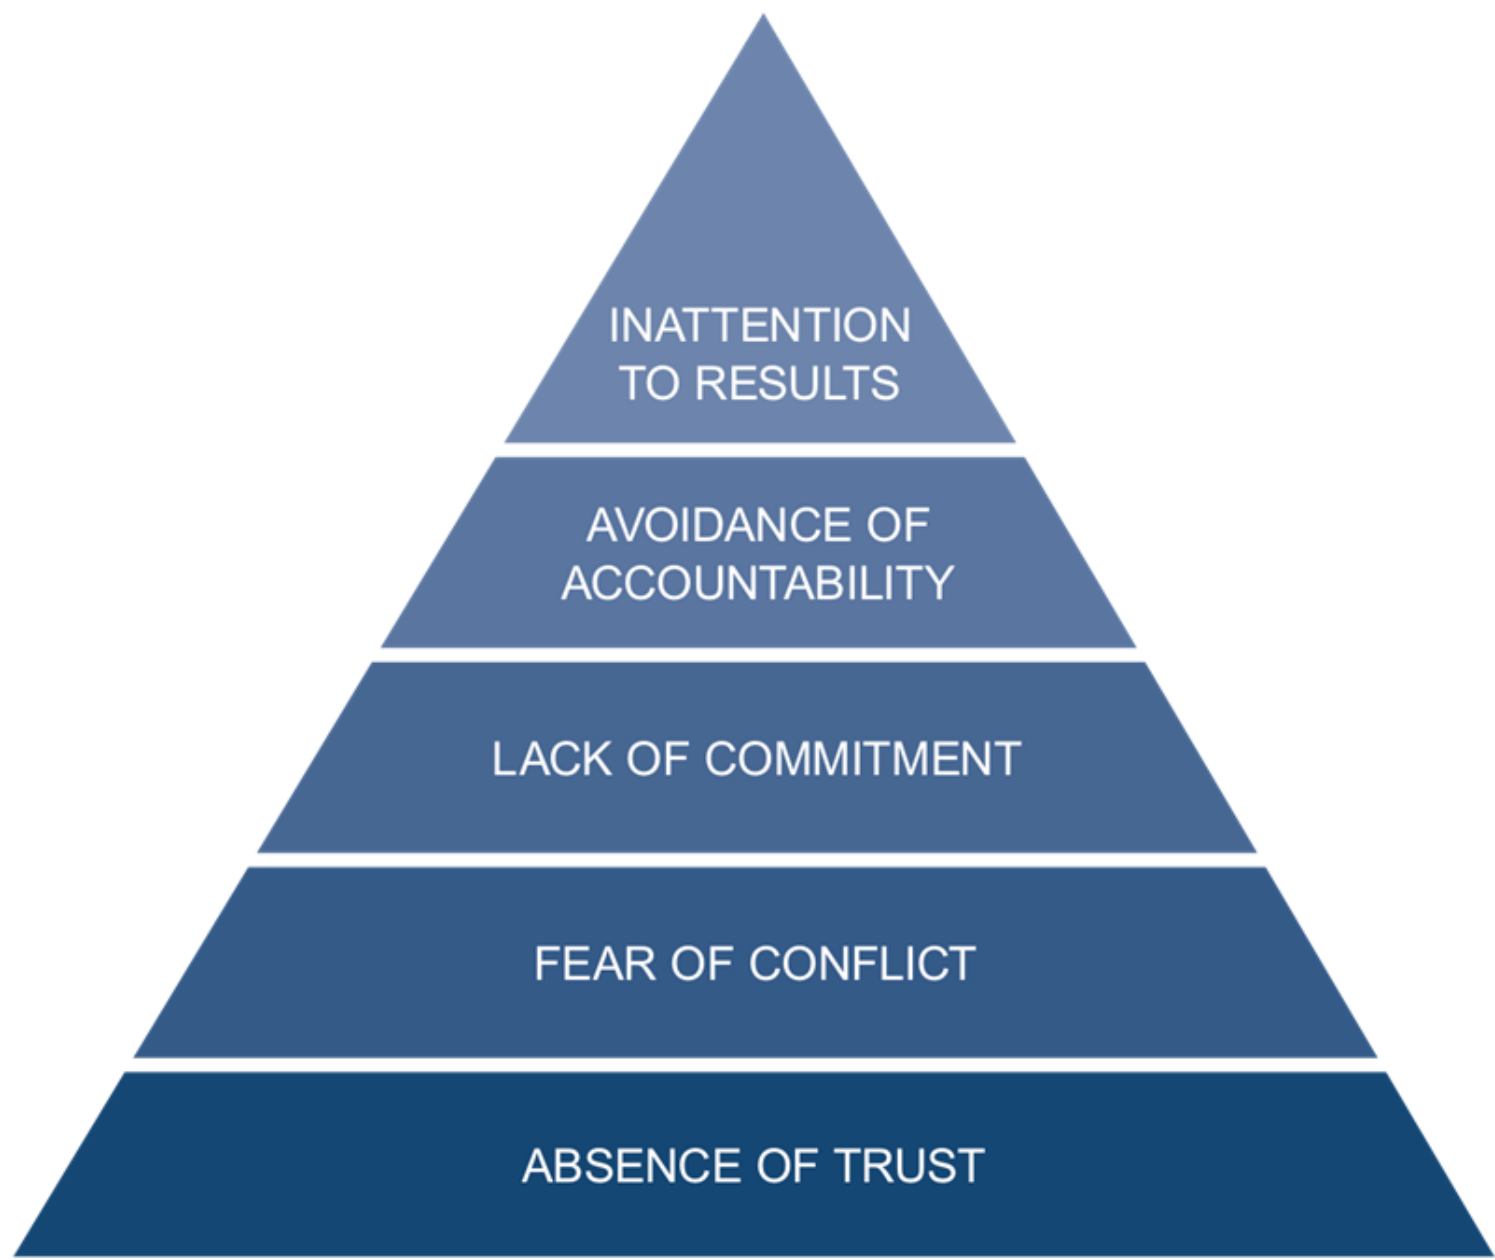 INATTENTION
TO RESULTS
AVOIDANCE OF
ACCOUNTABILITY
LACK OF COMMITMENT
FEAR OF CONFLICT
ABSENCE OF TRUST